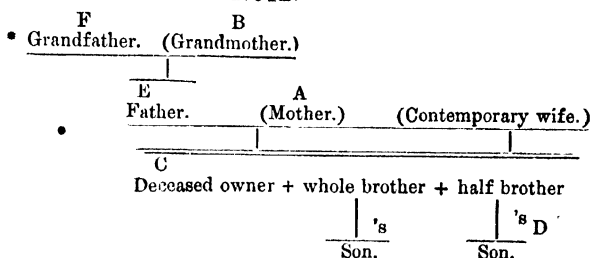 F B
Grandfather. (Grandmother.)
E A
Father. (Mother.) (Contemporary wife.)
C
Deceased owner + whole brother + half brother
's 's D
Son. Son.